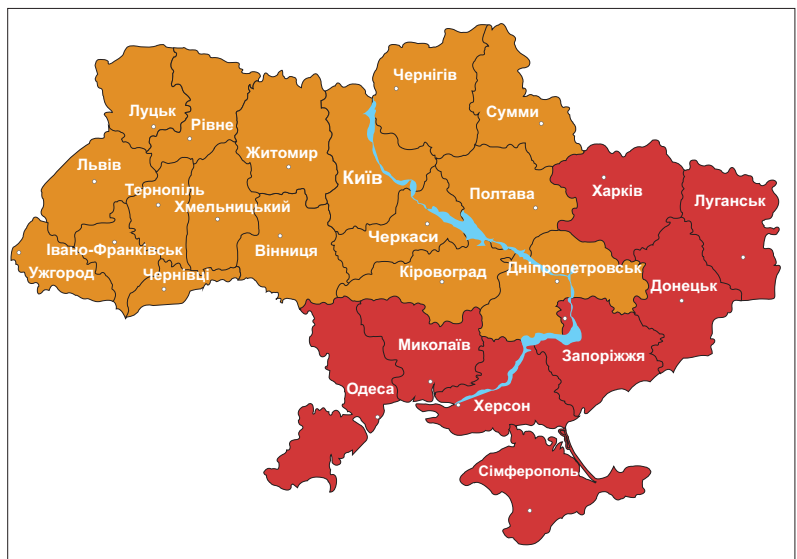 Чернігів
Луцьк
Сумми
Рівне
Житомир
Львів
Київ
Харків
Тернопіль
Полтава
Луганськ
Хмельницький
Черкаси
Івано-Франківськ
Вінниця
Ужгород
Чернівці
Кіровоград
Дніпропетровськ
Донецьк
Миколаїв
Запоріжжя
Одеса
Херсон
Сімферополь